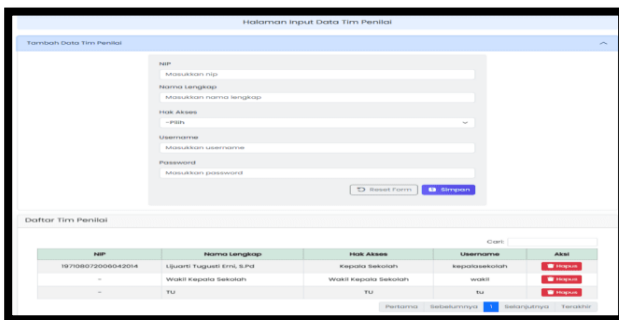 Halaman Input Data Tim Penilai
Tambah Data Tim Penilai
NIP
Masukkan nip
Nama Lengkap
Masukkan nama lengkap
Hak Akses
-Pilih
Username
Masukkan username
Password
Masukkan password
Reset Form Simpan
Daftar Tim Penilai
Cari:
NIP Nama Lengkap Hak Akses Username Aksi
197108072006042014 Lijuarti Tugusti Erni, S.Pd Kepala Sekolah kepalasekolah Hapus
- Wakil Kepala Sekolah Wakil Kepala Sekolah wakil Hapus
- TU TU tu Hapus
Pertama Sebelumnya 1 Selanjutnya Terakhir